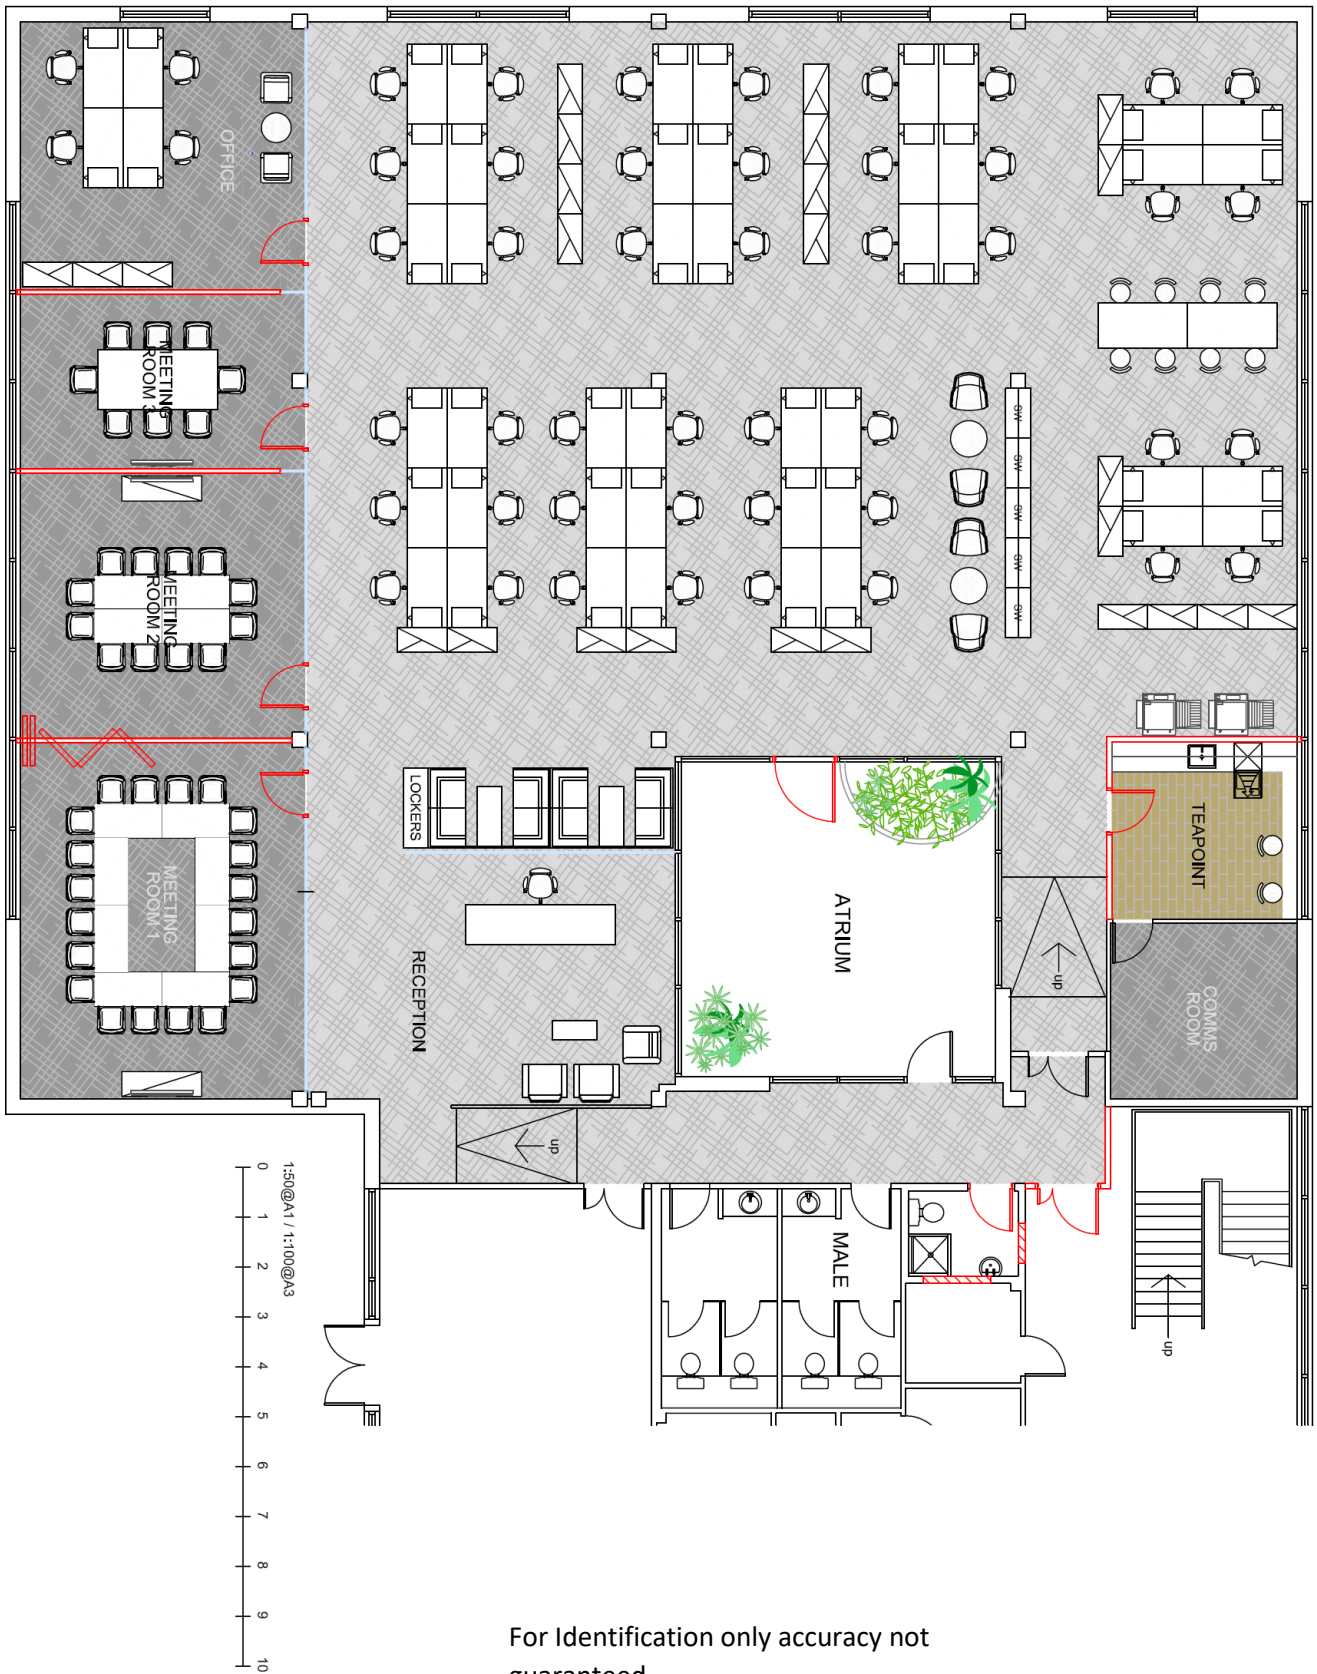 OFFICE
MEETING
ROOM 3
MEETING
ROOM 2
MEETING
ROOM 1
SW
SW
SW
SW
SW
LOCKERS
RECEPTION
ATRIUM
TEAPOINT
COMMS
ROOM
up
up
up
MALE
1:50@A1 / 1:100@A3
0 1 2 3 4 5 6 7 8 9 10
For Identification only accuracy not
guaranteed